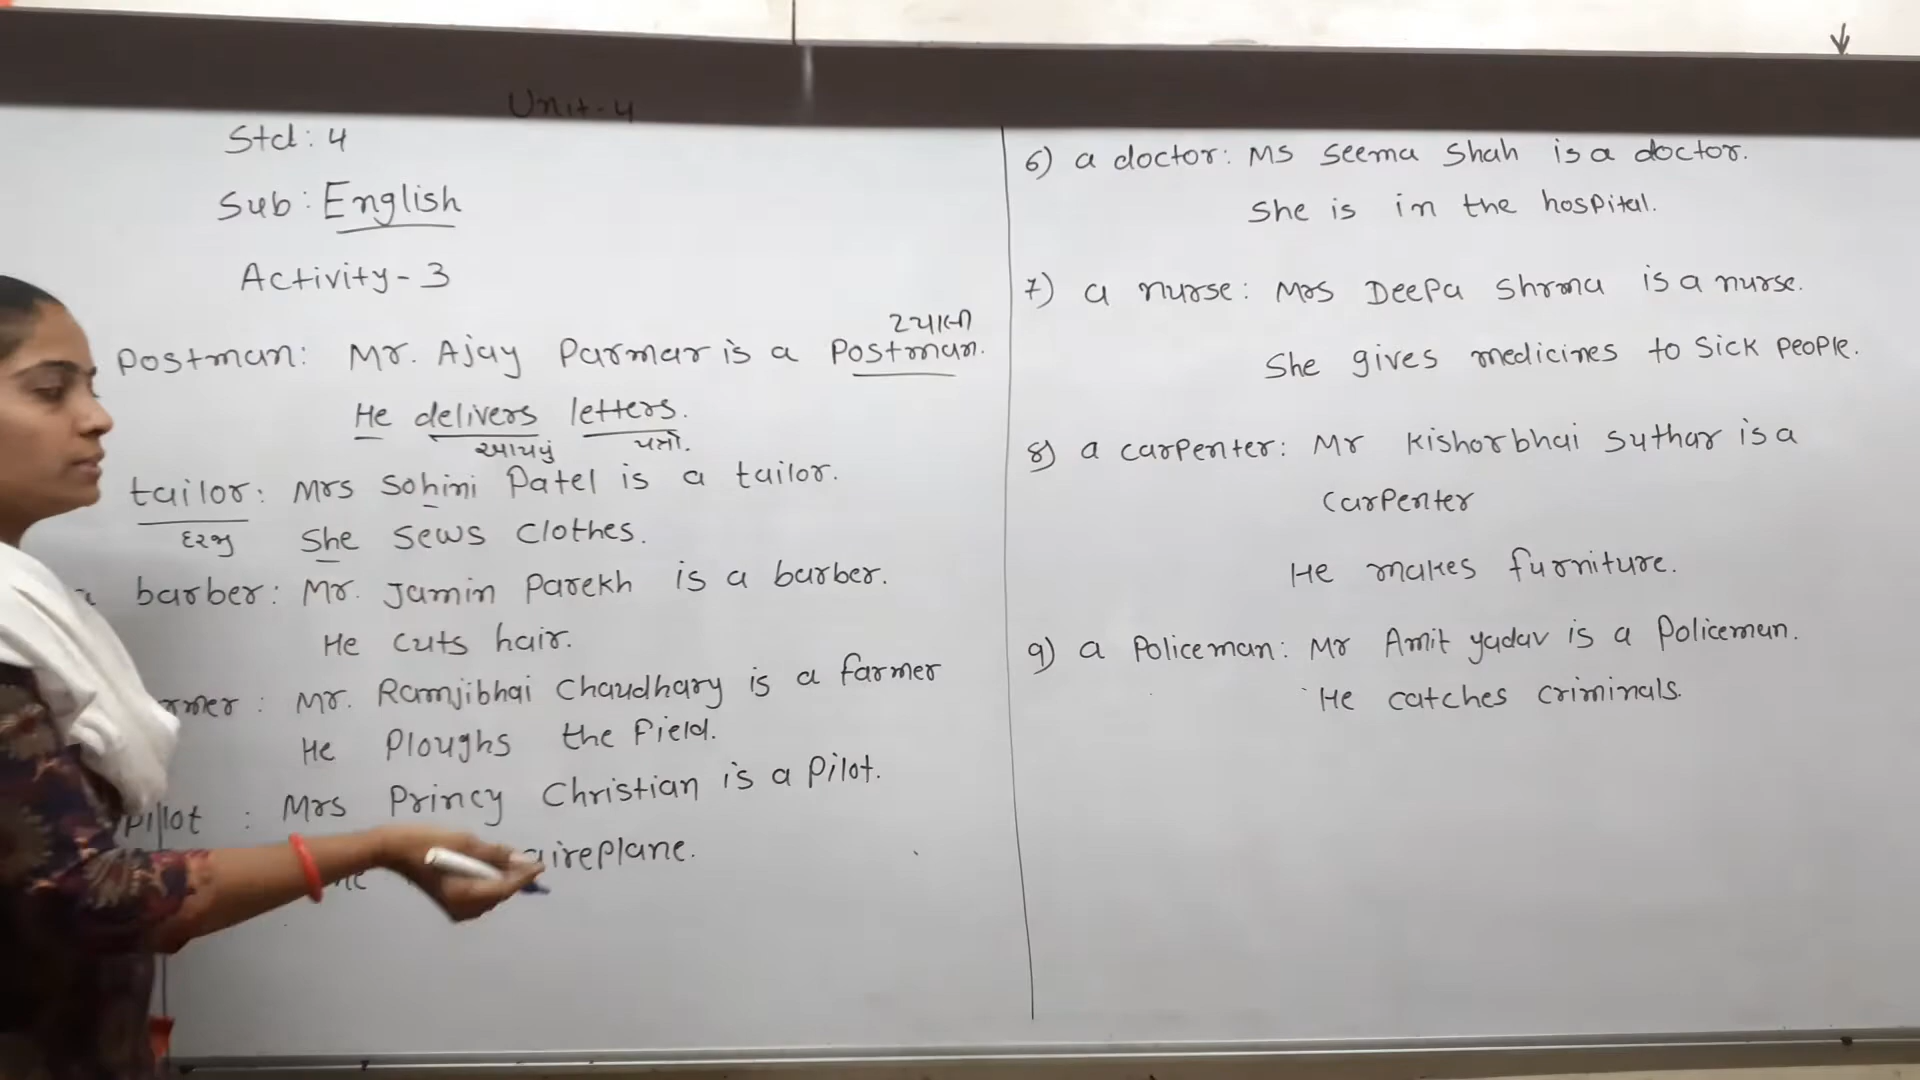 Unit-4
Std: 4
Sub: English
Activity-3
ટપાલી
Postman: Mr. Ajay Parmar is a Postman.
He delivers letters.
આપવું પત્રો.
tailor: Mrs Sohini Patel is a tailor.
દરજી She sews clothes.
a barber: Mr. Jamin Parekh is a barber.
He cuts hair.
rmer: Mr. Ramjibhai Chaudhary is a farmer
He Ploughs the Field.
Pilot: Mrs Princy Christian is a Pilot.
aireplane.
6) a doctor: Ms Seema Shah is a doctor.
She is in the hospital.
7) a nurse: Mrs Deepa Shrma is a nurse.
She gives medicines to Sick People.
8) a carpenter: Mr Kishorbhai Suthar is a
Carpenter
He makes furniture.
9) a Policeman: Mr Amit yadav is a Policeman.
He catches criminals.